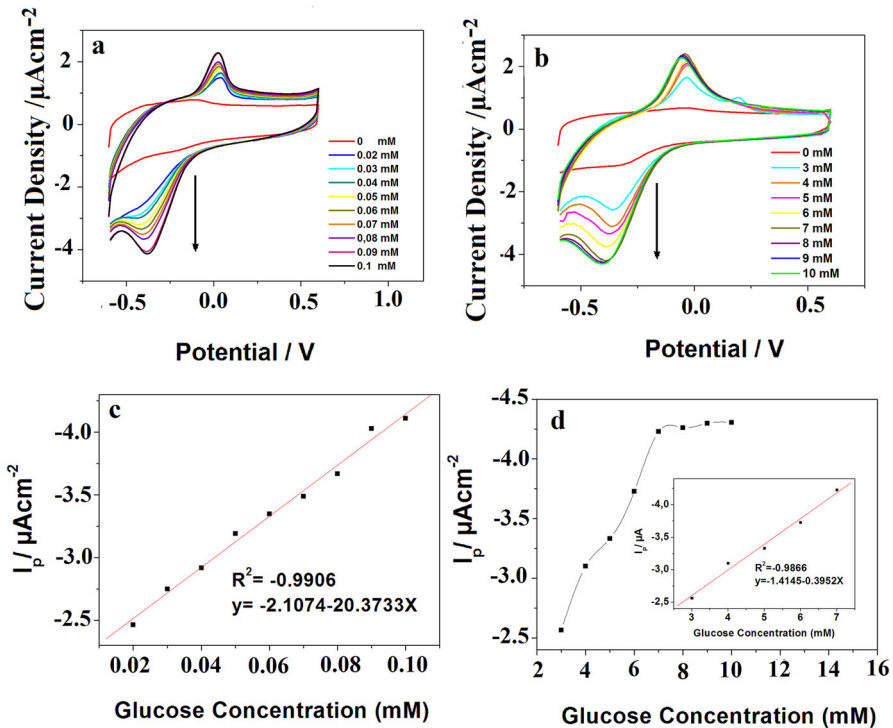 a
Current Density /µAcm-2
2
0
-2
-4
-0.5
0.0
0.5
1.0
Potential / V
0 mM
0.02 mM
0.03 mM
0.04 mM
0.05 mM
0.06 mM
0.07 mM
0,08 mM
0.09 mM
0.1 mM
b
Current Density /µAcm-2
2
0
-2
-4
-0.5
0.0
0.5
Potential / V
0 mM
3 mM
4 mM
5 mM
6 mM
7 mM
8 mM
9 mM
10 mM
c
Ip/ µAcm-2
-4.0
-3.5
-3.0
-2.5
R2= -0.9906
y= -2.1074-20.3733X
0.02
0.04
0.06
0.08
0.10
Glucose Concentration (mM)
d
Ip/ µAcm-2
-4.50
-4.25
-3.75
-3.5
-3.0
-2.5
2
4
6
8
10
12
14
16
Glucose Concentration (mM)
IP/ µA
-4,0
-3,5
-3,0
-2,5
R2=-0.9866
y=-1.4145-0.3952X
3
4
5
6
7
Glucose Concentration (mM)